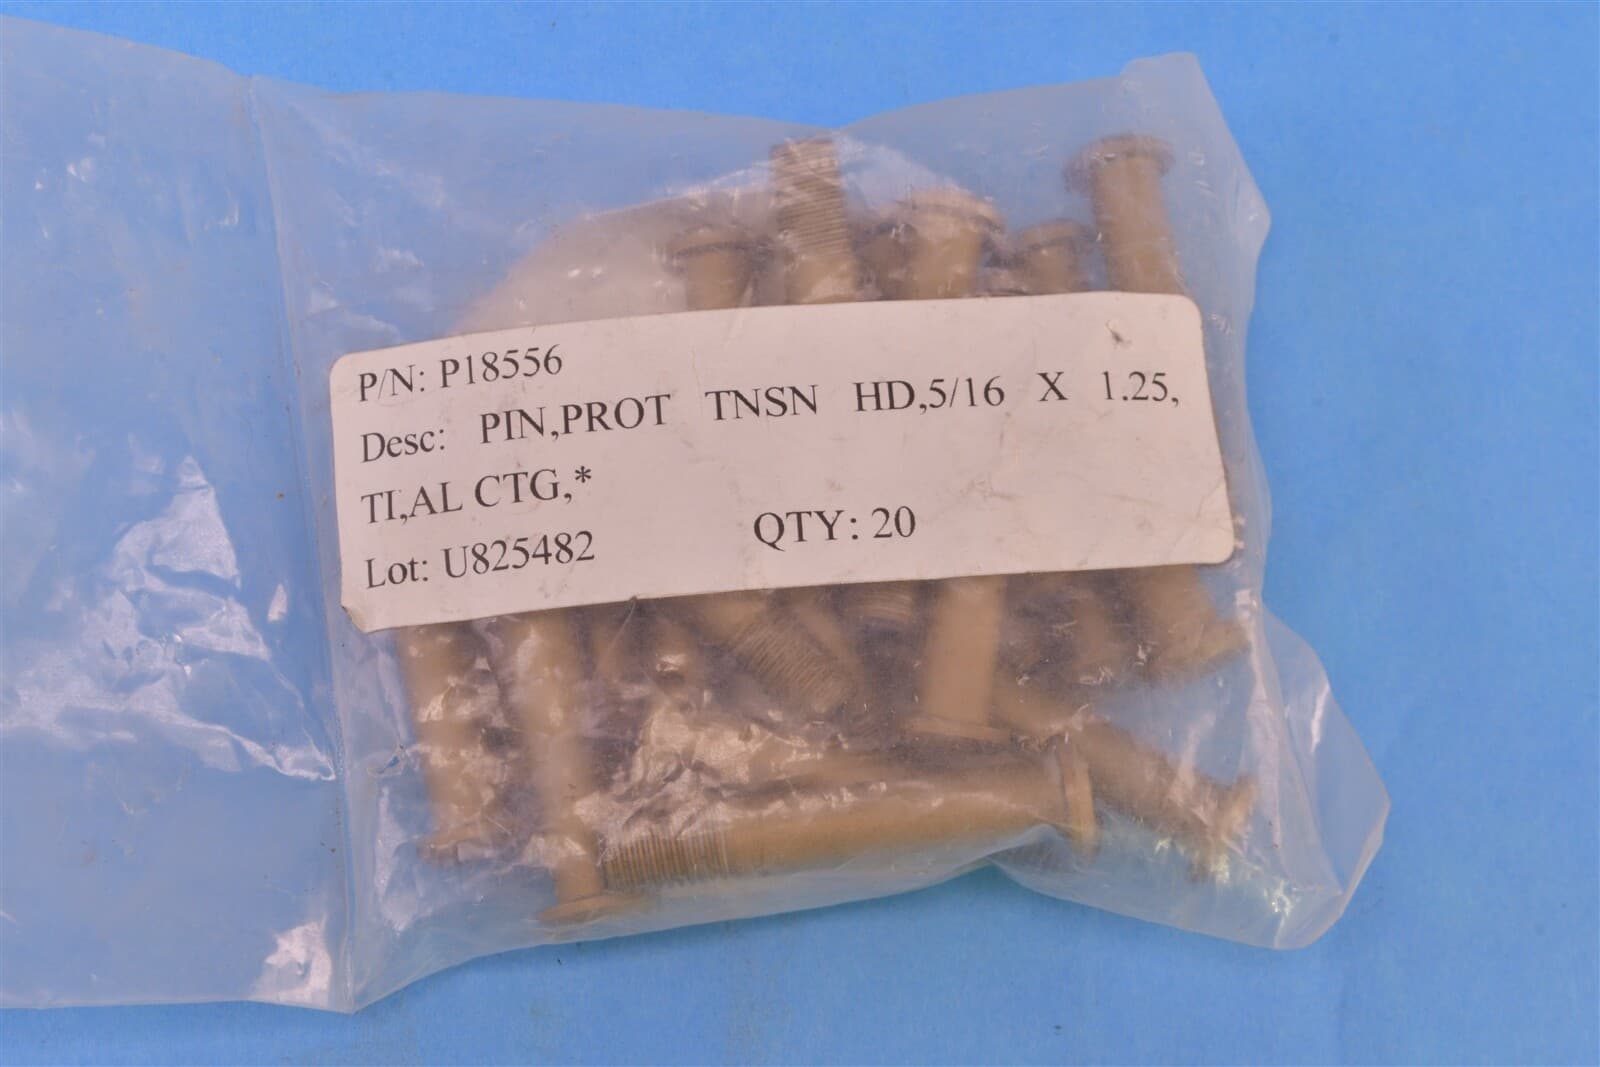 P/N: P18556
Desc: PIN,PROT TNSN HD,5/16 X 1.25,
TI,AL CTG,*
Lot: U825482 QTY: 20